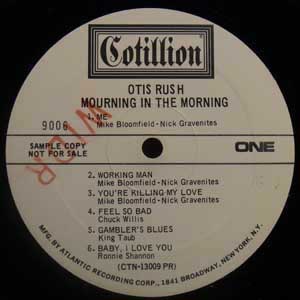 Cotillion
OTIS RUSH
MOURNING IN THE MORNING
1. ME
Mike Bloomfield-Nick Gravenites
9006
WTBR
SAMPLE COPY
NOT FOR SALE
ONE
2. WORKING MAN
Mike Bloomfield-Nick Gravenites
3. YOU'RE KILLING MY LOVE
Mike Bloomfield-Nick Gravenites
4. FEEL SO BAD
Chuck Willis
5. GAMBLER'S BLUES
King Taub
6. BABY, I LOVE YOU
Ronnie Shannon
(CTN-13009 PR)
MFG. BY ATLANTIC RECORDING CORP., 1841 BROADWAY, NEW YORK, N.Y.